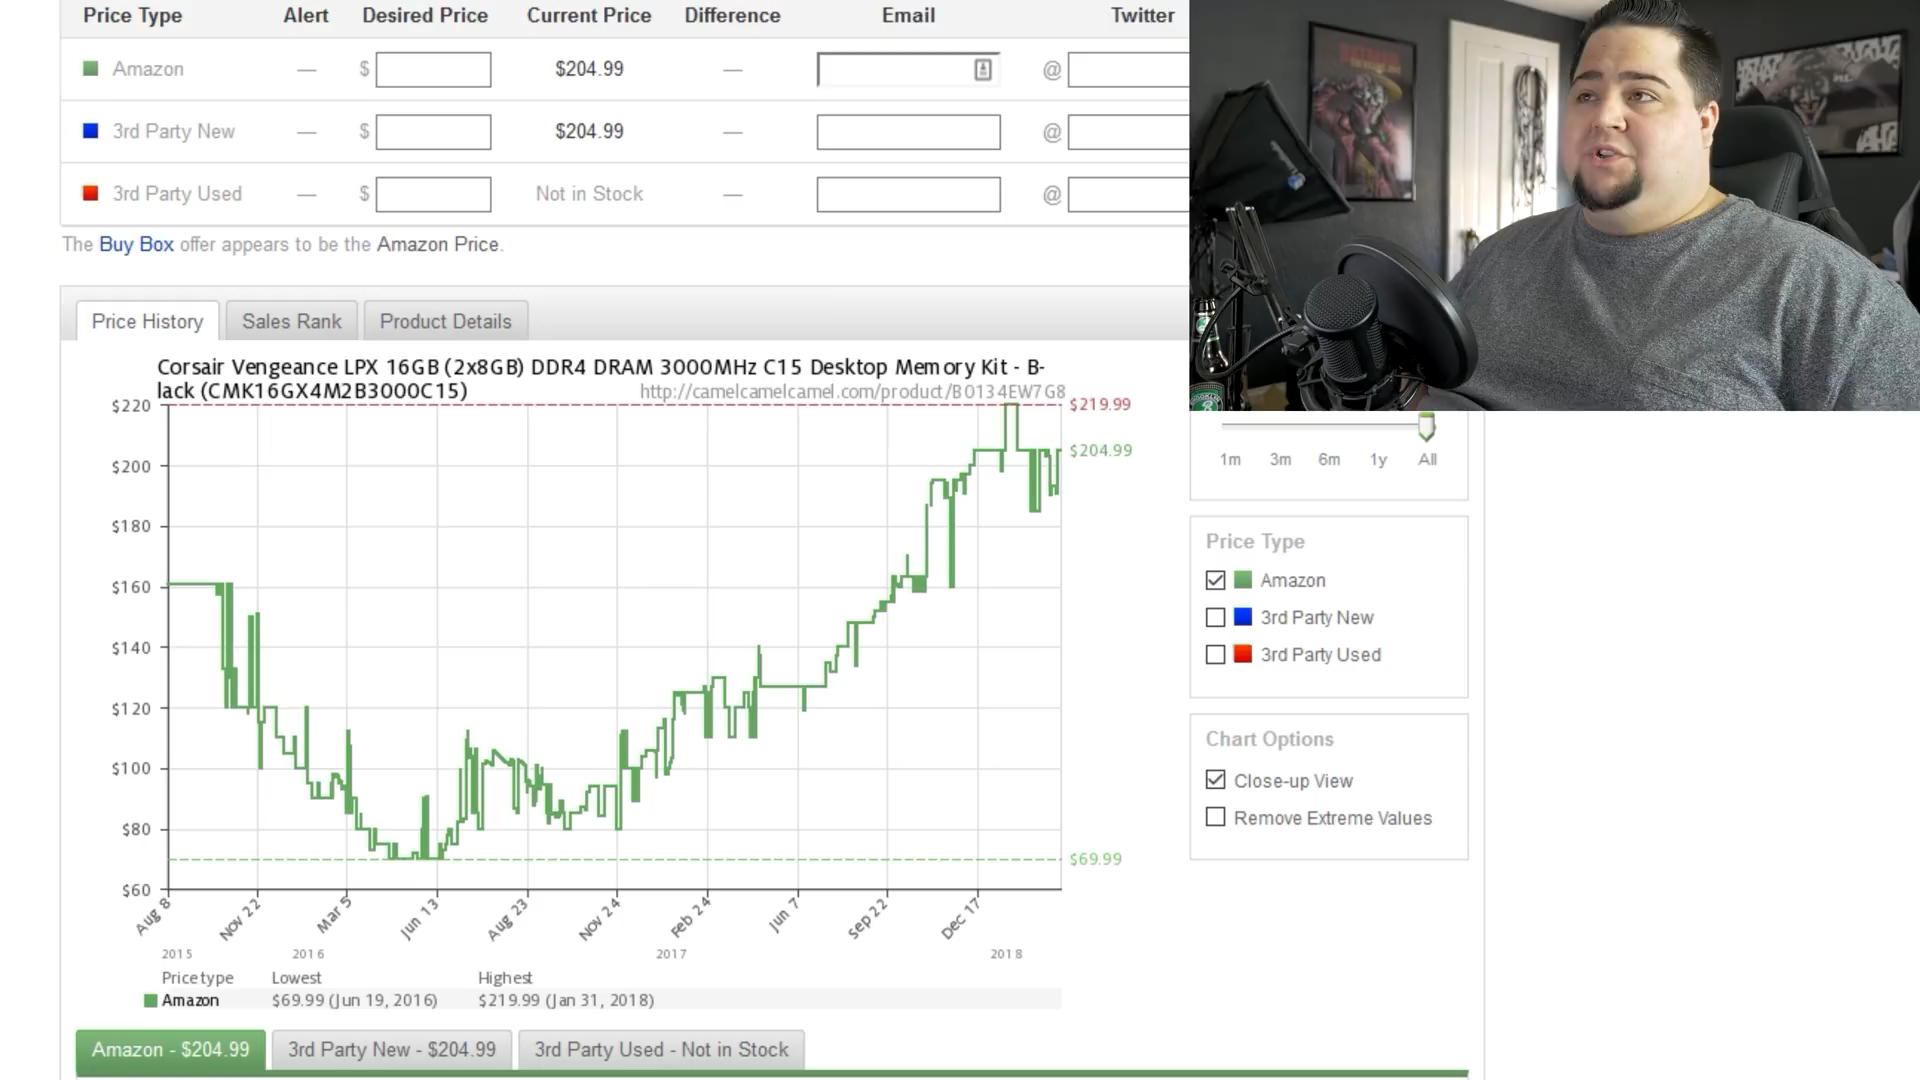 Price Type Alert Desired Price Current Price Difference Email Twitter
Amazon — $ $204.99 — @
3rd Party New — $ $204.99 — @
3rd Party Used — $ Not in Stock — @
The Buy Box offer appears to be the Amazon Price.
Price History Sales Rank Product Details
Corsair Vengeance LPX 16GB (2x8GB) DDR4 DRAM 3000MHz C15 Desktop Memory Kit - B-
lack (CMK16GX4M2B3000C15) http://camelcamelcamel.com/product/B0134EW7G8
$220 $219.99
$204.99
$200
$180
$160
$140
$120
$100
$80
$69.99
$60
Aug 8 Nov 22 Mar 5 Jun 13 Aug 23 Nov 24 Feb 24 Jun 7 Sep 22 Dec 17
2015 2016 2017 2018
Price type Lowest Highest
Amazon $69.99 (Jun 19, 2016) $219.99 (Jan 31, 2018)
1m 3m 6m 1y All
Price Type
Amazon
3rd Party New
3rd Party Used
Chart Options
Close-up View
Remove Extreme Values
Amazon - $204.99 3rd Party New - $204.99 3rd Party Used - Not in Stock